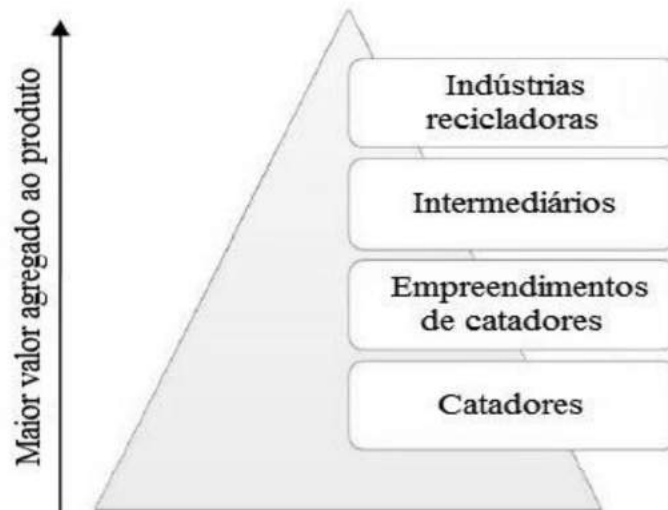 Maior valor agregado ao produto
Indústrias
recicladoras
Intermediários
Empreendimentos
de catadores
Catadores